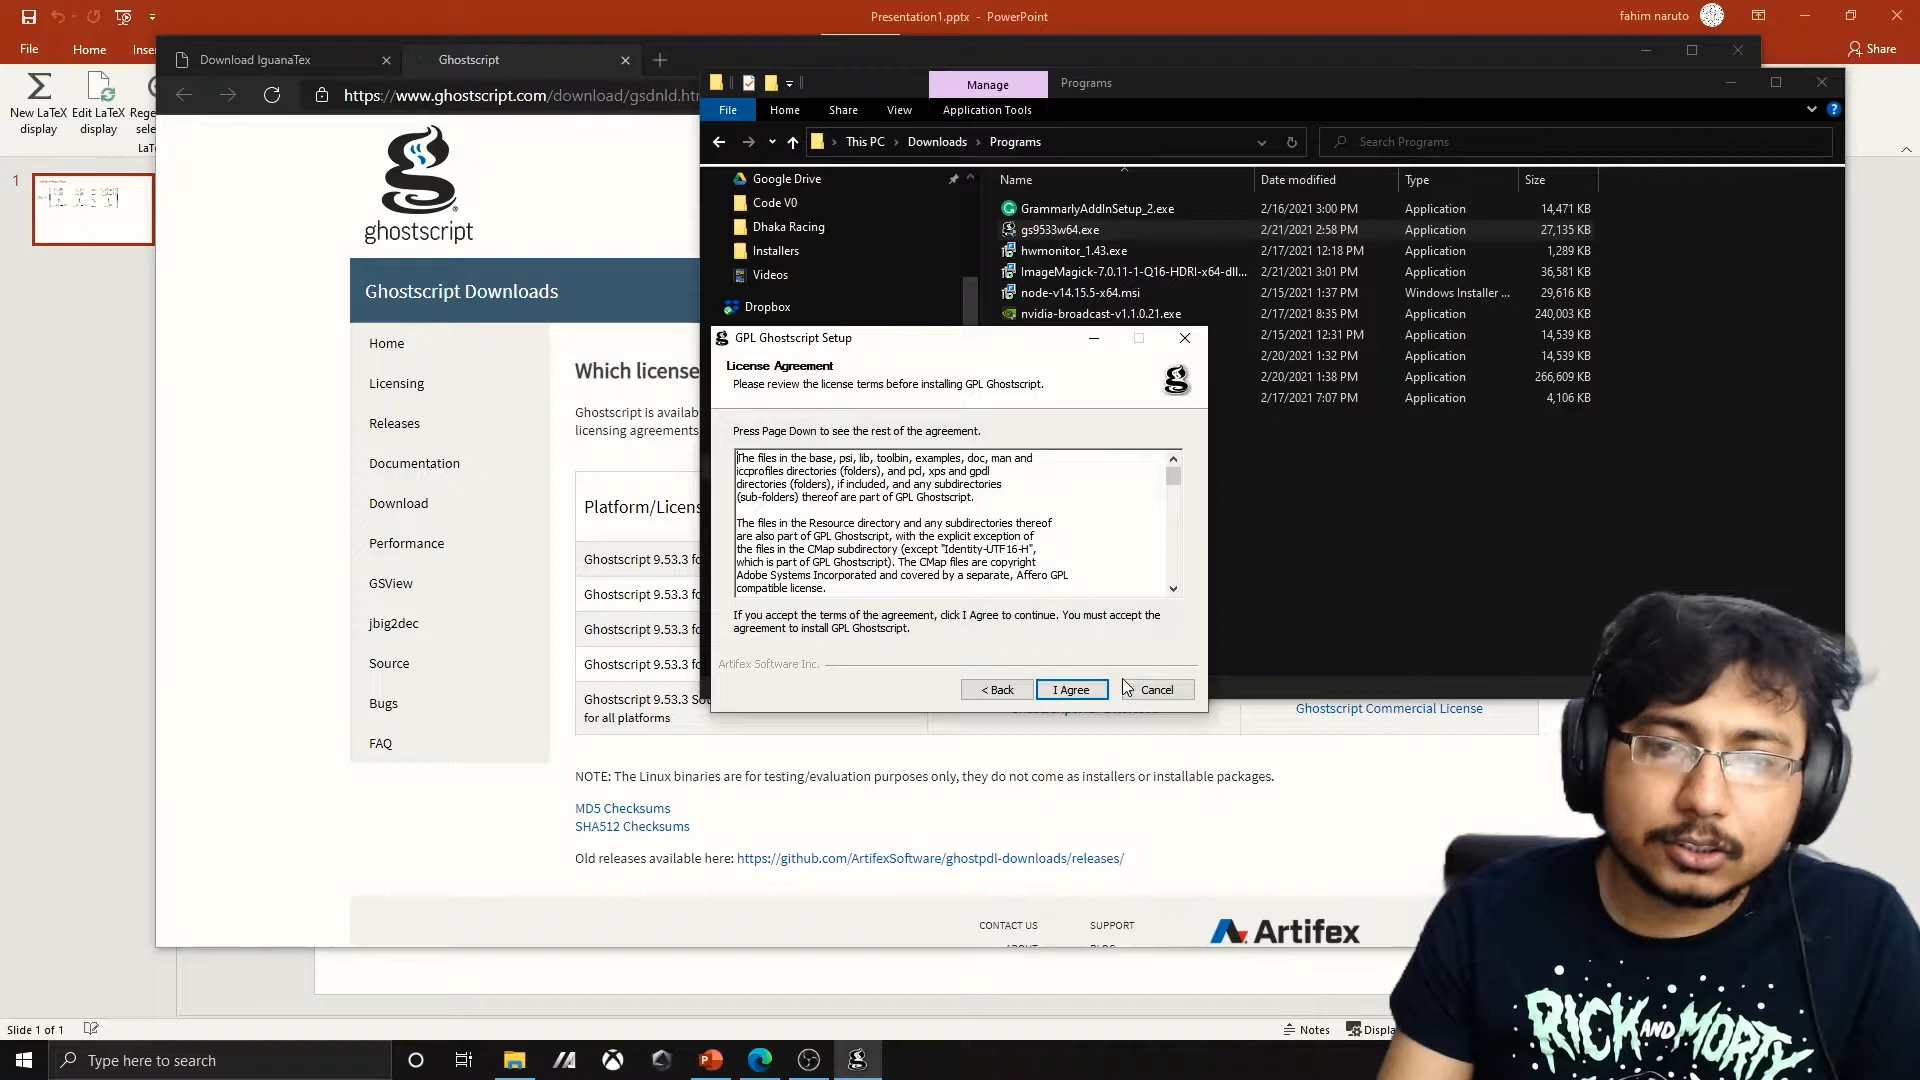 Presentation1.pptx - PowerPoint
fahim naruto
File
Home
Inser
Share
New LaTeX
display
Edit LaTeX
display
Rege
sele
LaTe
1
Download IguanaTex
Ghostscript
https://www.ghostscript.com/download/gsdnld.htm
ghostscript
Ghostscript Downloads
Home
Licensing
Releases
Documentation
Download
Performance
GSView
jbig2dec
Source
Bugs
FAQ
Which license
Ghostscript is availab
licensing agreements
Platform/Licens
Ghostscript 9.53.3 fo
Ghostscript 9.53.3 fo
Ghostscript 9.53.3 fo
Ghostscript 9.53.3 fo
Ghostscript 9.53.3 Sou
for all platforms
Ghostscript Commercial License
NOTE: The Linux binaries are for testing/evaluation purposes only, they do not come as installers or installable packages.
MD5 Checksums
SHA512 Checksums
Old releases available here: https://github.com/ArtifexSoftware/ghostpdl-downloads/releases/
CONTACT US
SUPPORT
ABOUT
BLOG
Artifex
Manage
Programs
File
Home
Share
View
Application Tools
This PC
Downloads
Programs
Search Programs
Google Drive
Code V0
Dhaka Racing
Installers
Videos
Dropbox
Name Date modified Type Size
GrammarlyAddInSetup_2.exe 2/16/2021 3:00 PM Application 14,471 KB
gs9533w64.exe 2/21/2021 2:58 PM Application 27,135 KB
hwmonitor_1.43.exe 2/17/2021 12:18 PM Application 1,289 KB
ImageMagick-7.0.11-1-Q16-HDRI-x64-dll... 2/21/2021 3:01 PM Application 36,581 KB
node-v14.15.5-x64.msi 2/15/2021 1:37 PM Windows Installer ... 29,616 KB
nvidia-broadcast-v1.1.0.21.exe 2/17/2021 8:35 PM Application 240,003 KB
2/15/2021 12:31 PM Application 14,539 KB
2/20/2021 1:32 PM Application 14,539 KB
2/20/2021 1:38 PM Application 266,609 KB
2/17/2021 7:07 PM Application 4,106 KB
GPL Ghostscript Setup
License Agreement
Please review the license terms before installing GPL Ghostscript.
Press Page Down to see the rest of the agreement.
The files in the base, psi, lib, toolbin, examples, doc, man and
iccprofiles directories (folders), and pcl, xps and gpdl
directories (folders), if included, and any subdirectories
(sub-folders) thereof are part of GPL Ghostscript.
The files in the Resource directory and any subdirectories thereof
are also part of GPL Ghostscript, with the explicit exception of
the files in the CMap subdirectory (except "Identity-UTF16-H",
which is part of GPL Ghostscript). The CMap files are copyright
Adobe Systems Incorporated and covered by a separate, Affero GPL
compatible license.
If you accept the terms of the agreement, click I Agree to continue. You must accept the
agreement to install GPL Ghostscript.
Artifex Software Inc.
< Back
I Agree
Cancel
RICK AND MORTY
Slide 1 of 1
Notes
Displa
Type here to search